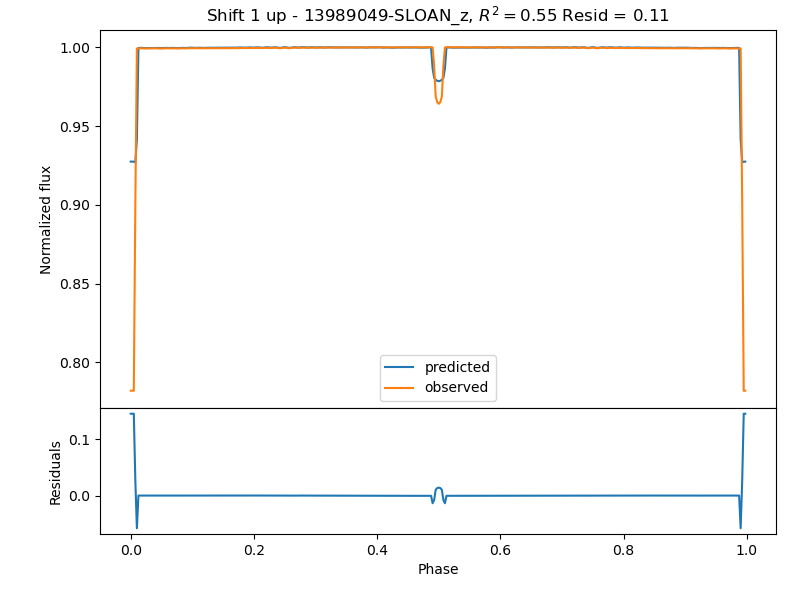 Shift 1 up - 13989049-SLOAN_z, R² = 0.55 Resid = 0.11
1.00
0.95
0.90
0.85
0.80
Normalized flux
predicted
observed
0.1
0.0
Residuals
0.0 0.2 0.4 0.6 0.8 1.0
Phase